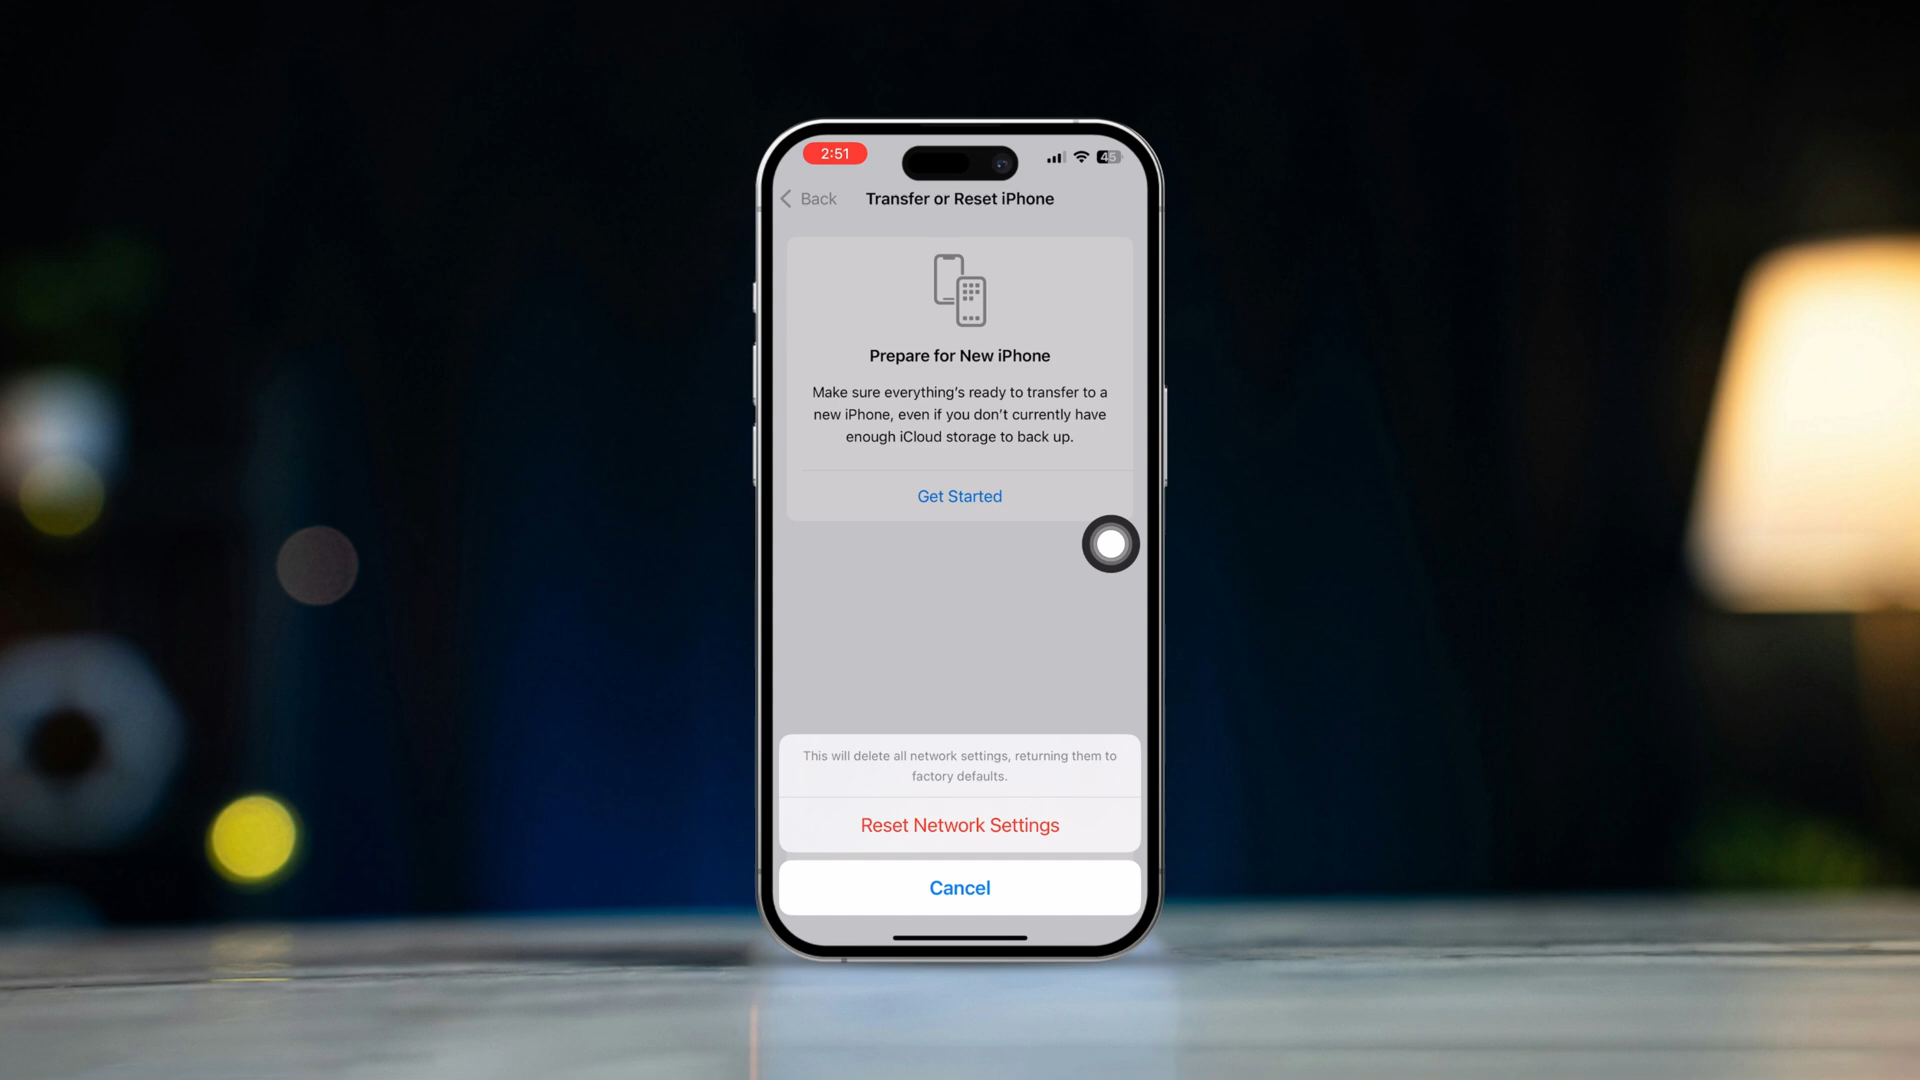 2:51
45
Back
Transfer or Reset iPhone
Prepare for New iPhone
Make sure everything's ready to transfer to a
new iPhone, even if you don't currently have
enough iCloud storage to back up.
Get Started
This will delete all network settings, returning them to
factory defaults.
Reset Network Settings
Cancel